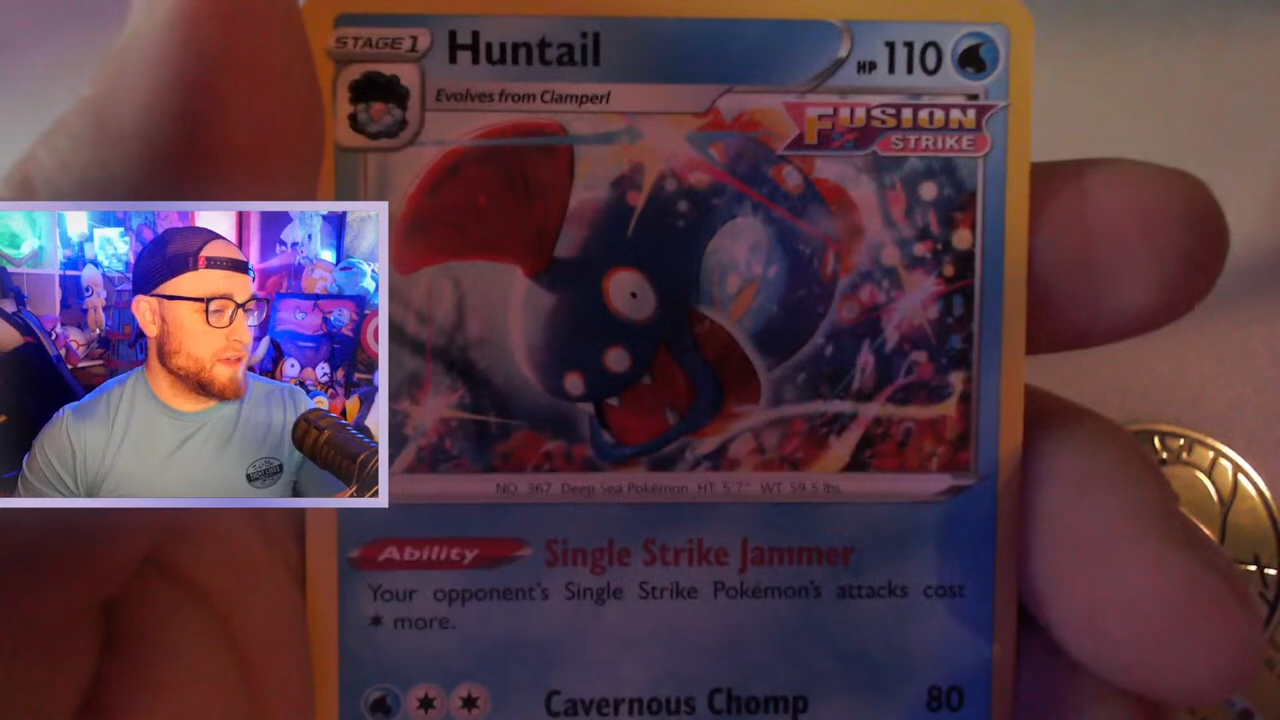 STAGE 1 Huntail HP 110
Evolves from Clamperl
FUSION
STRIKE
NO. 367 Deep Sea Pokémon HT: 5'7" WT: 59.5 lbs.
Ability Single Strike Jammer
Your opponent's Single Strike Pokémon's attacks cost
more.
Cavernous Chomp 80